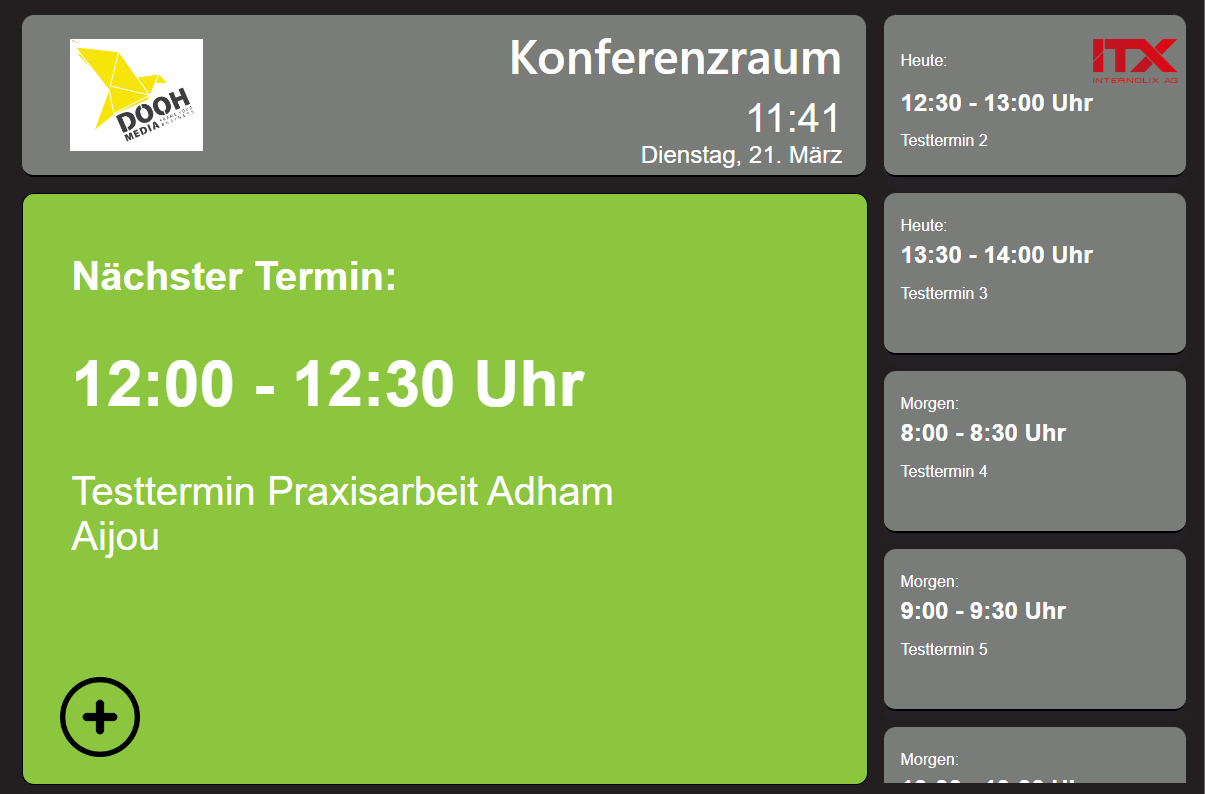 DOOH
MEDIA
Konferenzraum
11:41
Dienstag, 21. März
Nächster Termin:
12:00 - 12:30 Uhr
Testtermin Praxisarbeit Adham
Aijou
ITX
INTERNOLIX AG
Heute:
12:30 - 13:00 Uhr
Testtermin 2
Heute:
13:30 - 14:00 Uhr
Testtermin 3
Morgen:
8:00 - 8:30 Uhr
Testtermin 4
Morgen:
9:00 - 9:30 Uhr
Testtermin 5
Morgen: